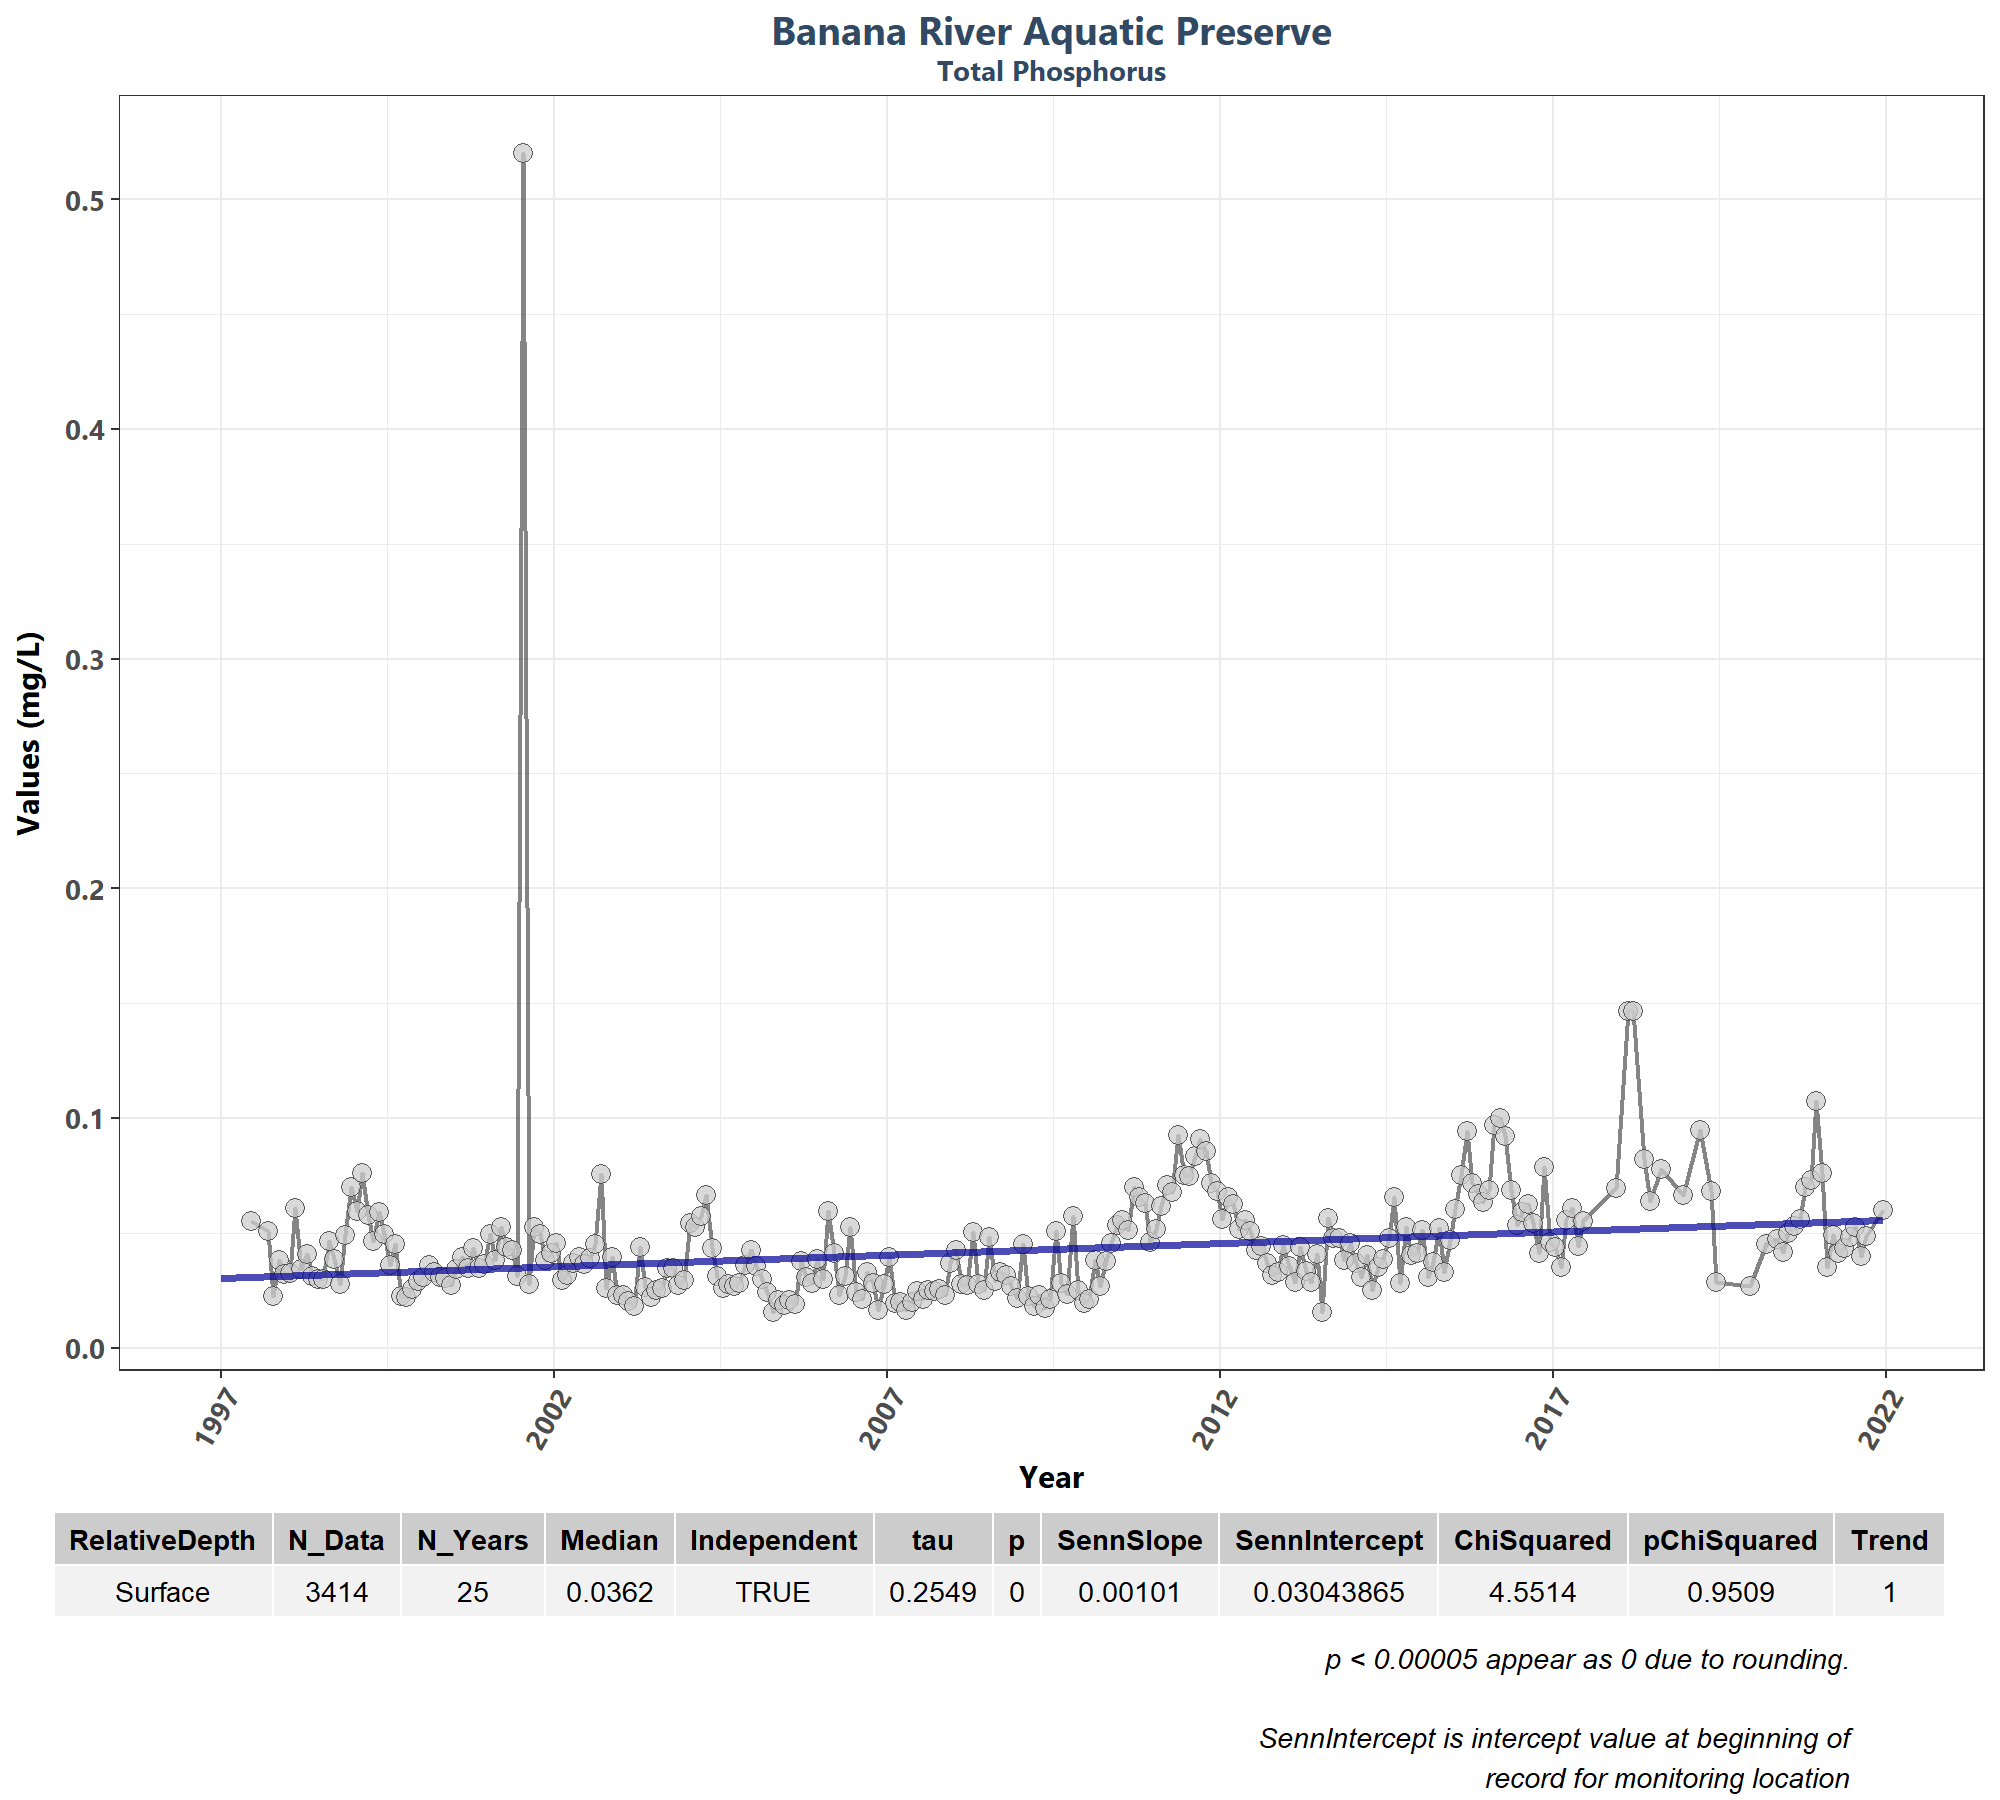 Banana River Aquatic Preserve
Total Phosphorus
Values (mg/L)
0.5
0.4
0.3
0.2
0.1
0.0
1997 2002 2007 2012 2017 2022
Year
RelativeDepth N_Data N_Years Median Independent tau p SennSlope SennIntercept ChiSquared pChiSquared Trend
Surface 3414 25 0.0362 TRUE 0.2549 0 0.00101 0.03043865 4.5514 0.9509 1
p < 0.00005 appear as 0 due to rounding.
SennIntercept is intercept value at beginning of
record for monitoring location